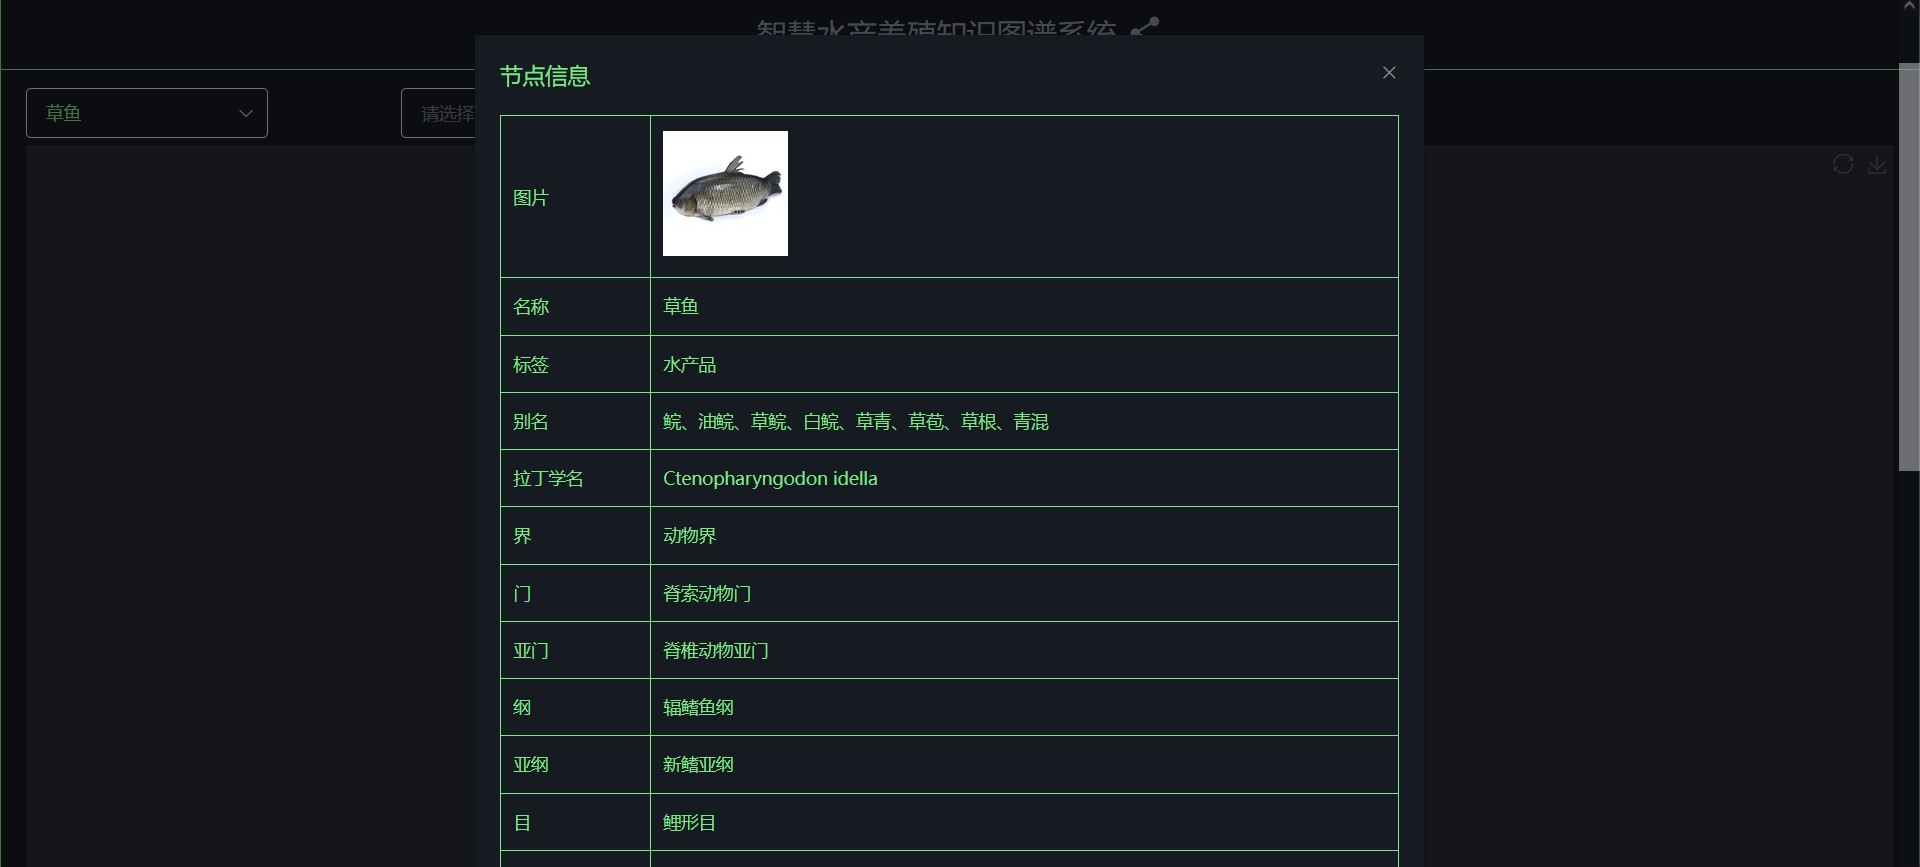 智慧水产养殖知识图谱系统
草鱼
请选择
节点信息
图片
名称 草鱼
标签 水产品
别名 鲩、油鲩、草鲩、白鲩、草青、草苞、草根、青混
拉丁学名 Ctenopharyngodon idella
界 动物界
门 脊索动物门
亚门 脊椎动物亚门
纲 辐鳍鱼纲
亚纲 新鳍亚纲
目 鲤形目